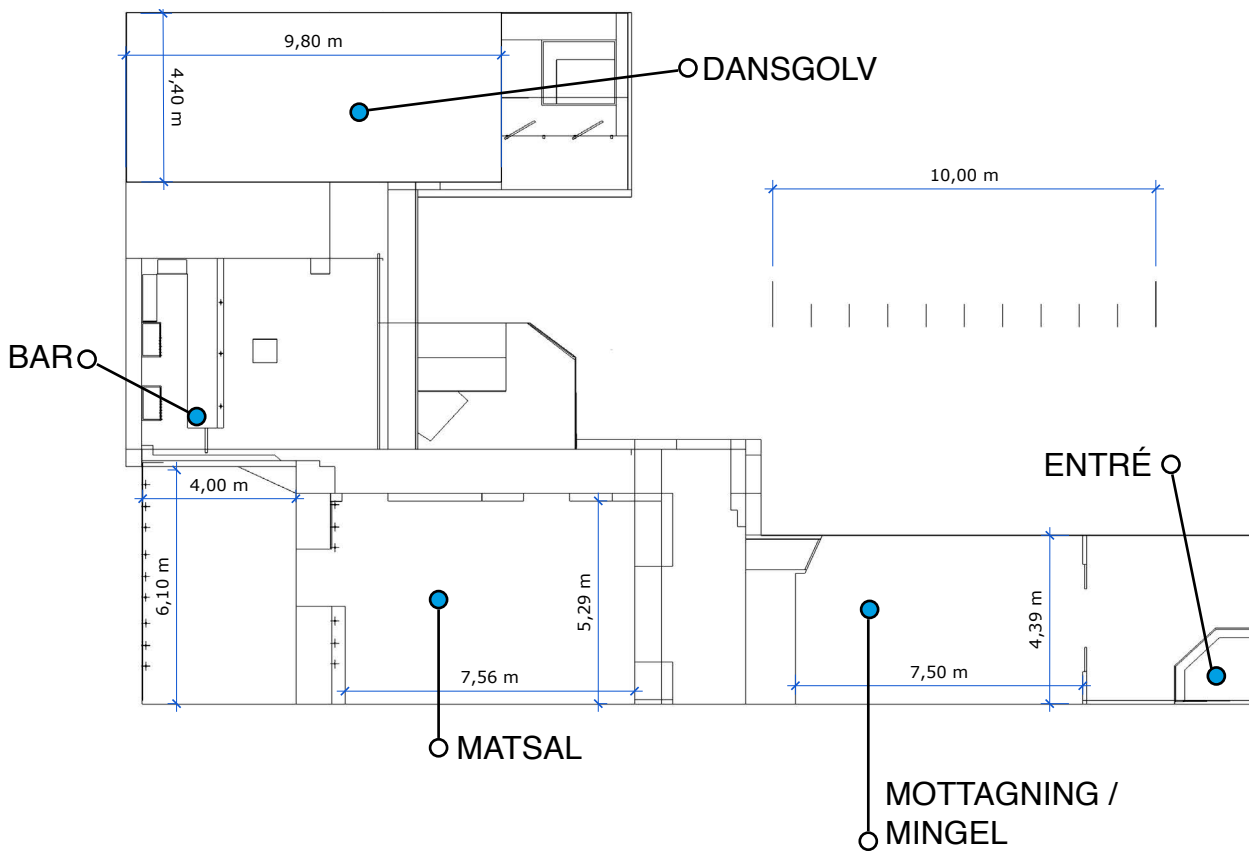 9,80 m
4,40 m
DANSGOLV
10,00 m
BAR
ENTRÉ
4,00 m
6,10 m
5,29 m
4,39 m
7,56 m
7,50 m
MATSAL
MOTTAGNING /
MINGEL